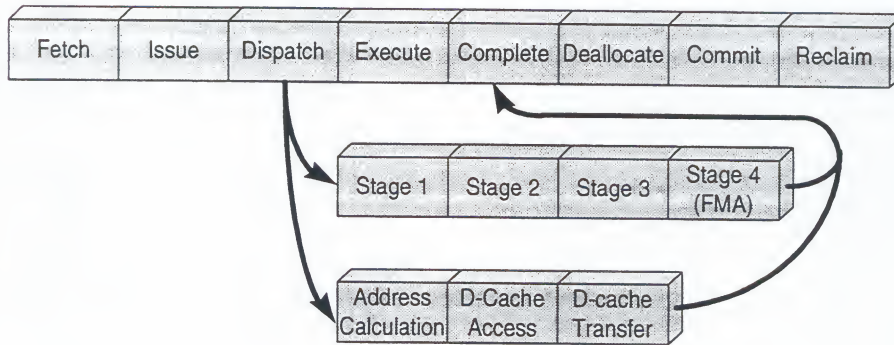 Fetch Issue Dispatch Execute Complete Deallocate Commit Reclaim
Stage 1 Stage 2 Stage 3 Stage 4
(FMA)
Address D-Cache D-cache
Calculation Access Transfer